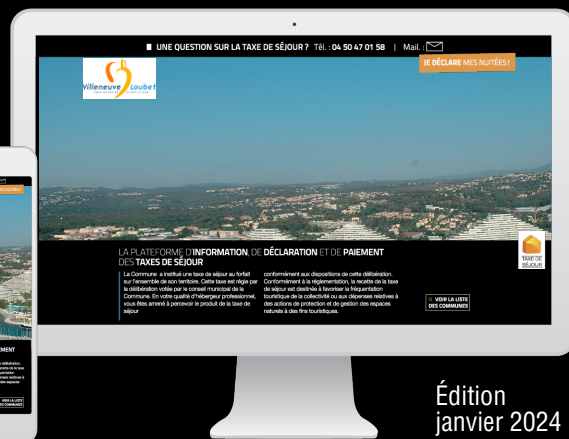 UNE QUESTION SUR LA TAXE DE SÉJOUR ? Tél. : 04 50 47 01 58 | Mail. :
JE DÉCLARE MES NUITÉES !
Villeneuve Loubet
LA PLATEFORME D'INFORMATION, DE DÉCLARATION ET DE PAIEMENT
DES TAXES DE SÉJOUR
La Commune a institué une taxe de séjour au forfait
sur l'ensemble de son territoire. Cette taxe est régie par
la délibération votée par le conseil municipal de la
Commune. En votre qualité d'hébergeur professionnel,
vous êtes amené à percevoir le produit de la taxe de
séjour
conformément aux dispositions de cette délibération.
Conformément à la réglementation, la recette de la taxe
de séjour est destinée à favoriser la fréquentation
touristique de la collectivité ou aux dépenses relatives à
des actions de protection et de gestion des espaces
naturels à des fins touristiques.
TAXE DE
SÉJOUR
VOIR LA LISTE
DES COMMUNES
VOIR LA LISTE
DES COMMUNES
Édition
janvier 2024